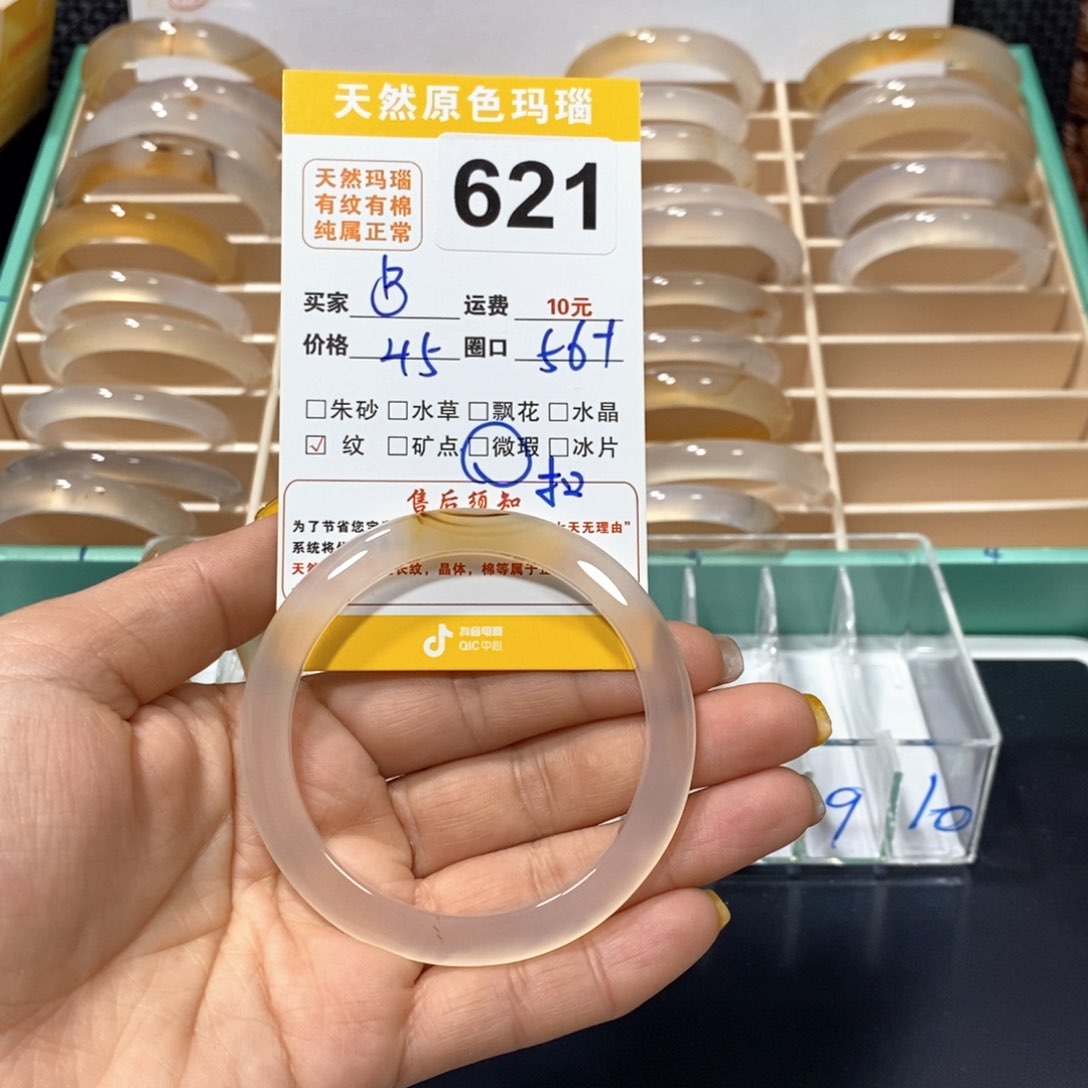 天然原色玛瑙
621
天然玛瑙
有纹有棉
纯属正常
买家 B 运费 10元
价格 45 圈口 567
□朱砂 □水草 □飘花 □水晶
☑ 纹 □矿点 □微瑕 □冰片
售后须知
为了节省您宝 七天无理由”
系统将
天然 长纹，晶体，棉等属于正
抖音电商
QIC中心
9 10